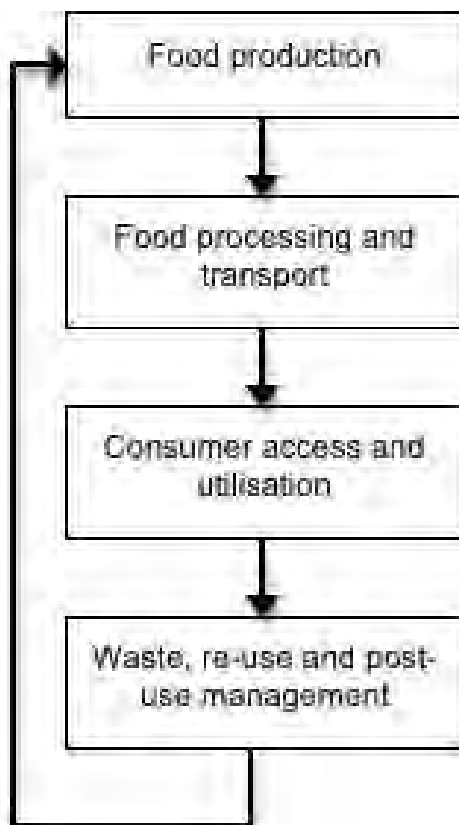 Food production
Food processing and
transport
Consumer access and
utilisation
Waste, re-use and post-
use management